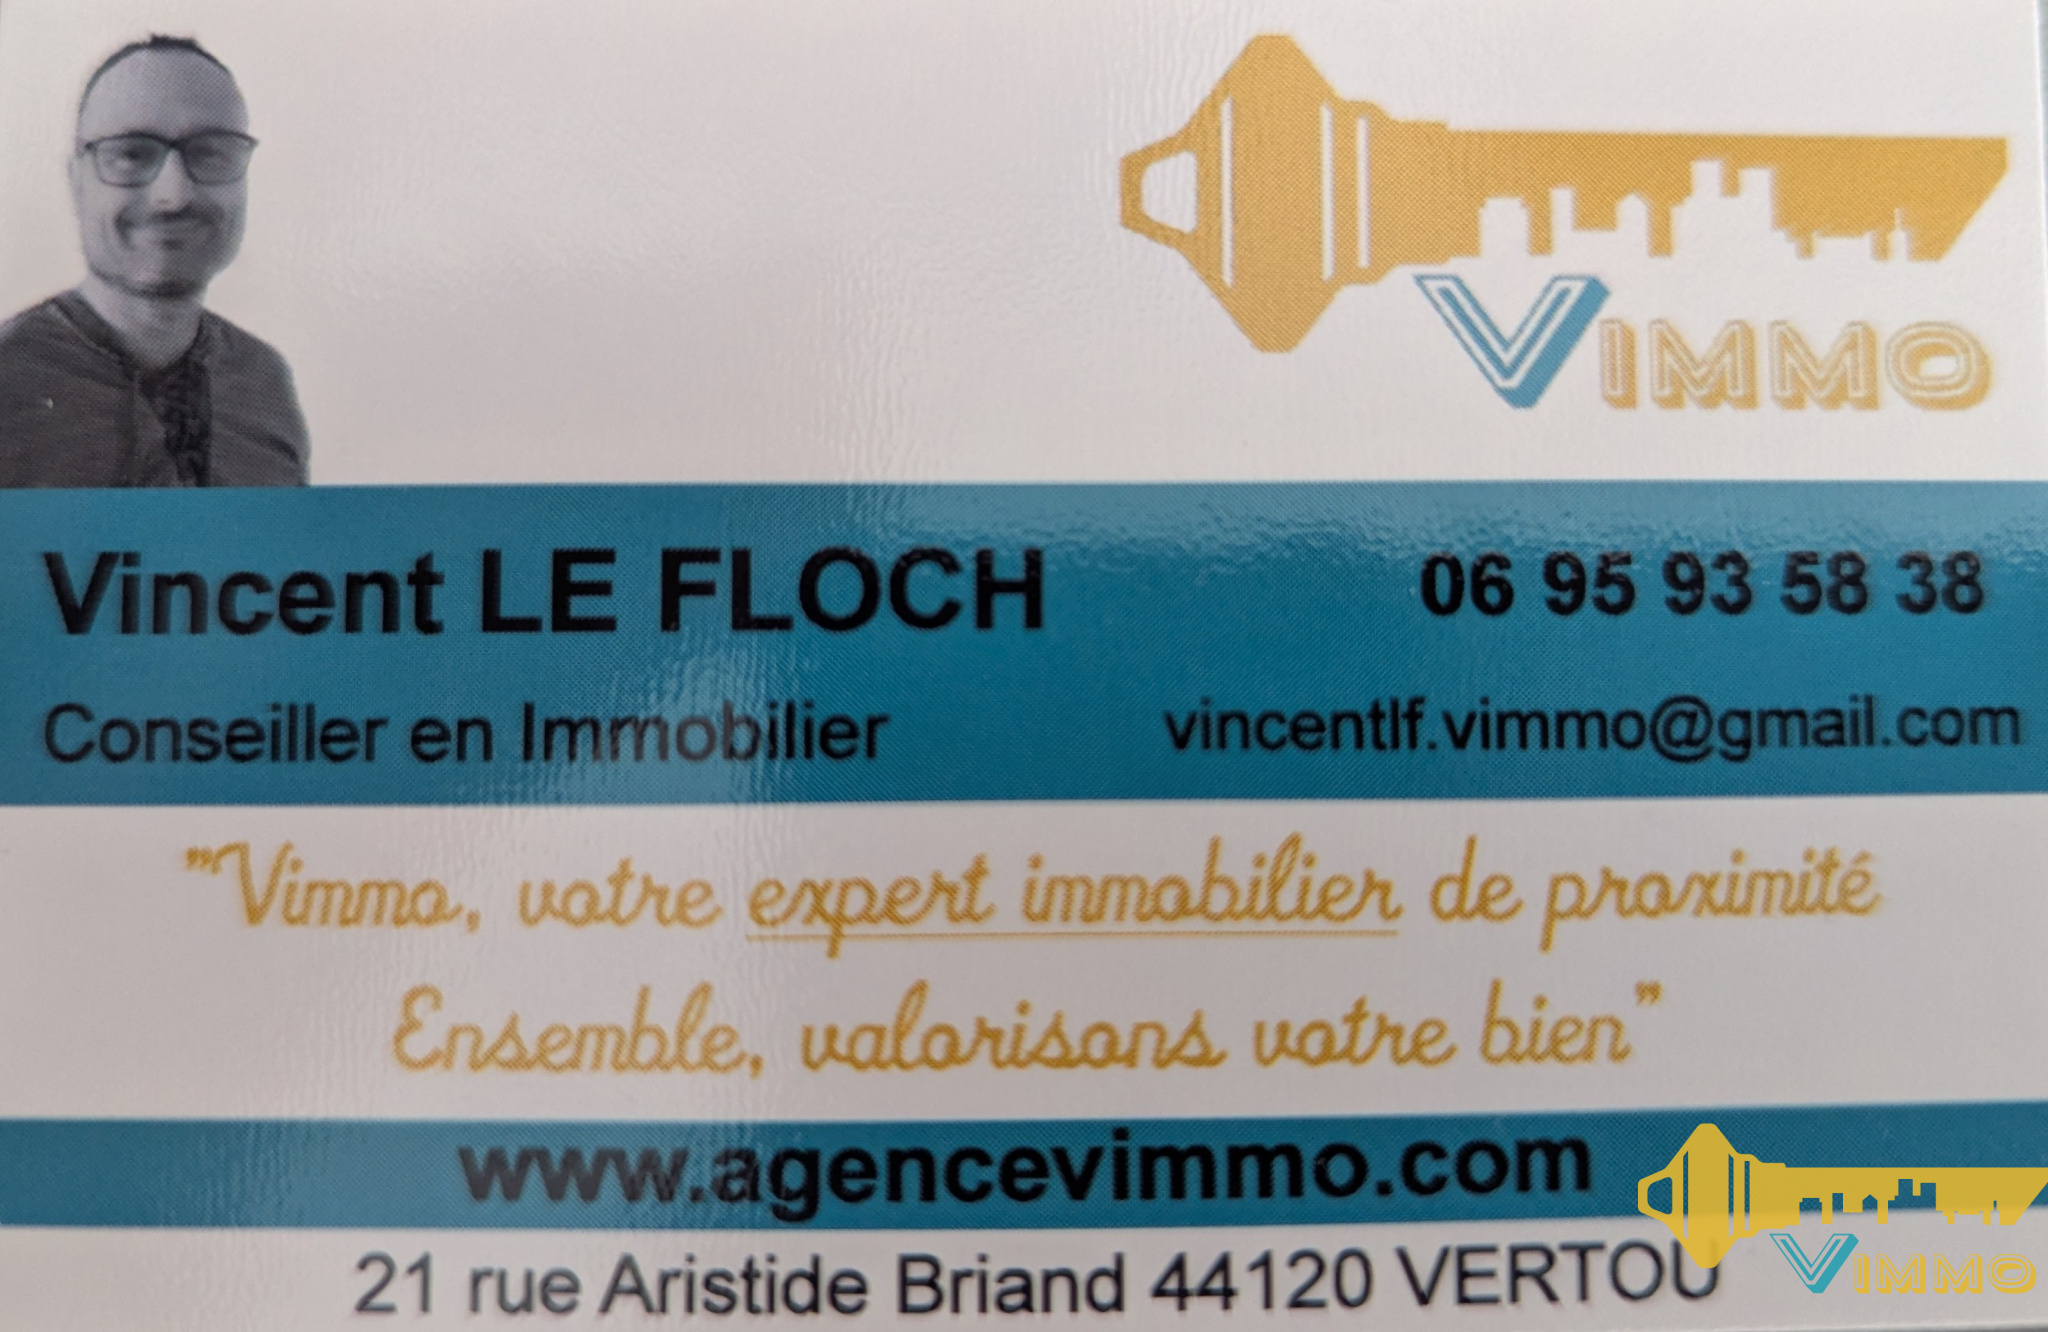 VIMMO
Vincent LE FLOCH
06 95 93 58 38
Conseiller en Immobilier
vincentlf.vimmo@gmail.com
"Vimmo, votre expert immobilier de proximité
Ensemble, valorisons votre bien"
www.agencevimmo.com
21 rue Aristide Briand 44120 VERTOU
VIMMO